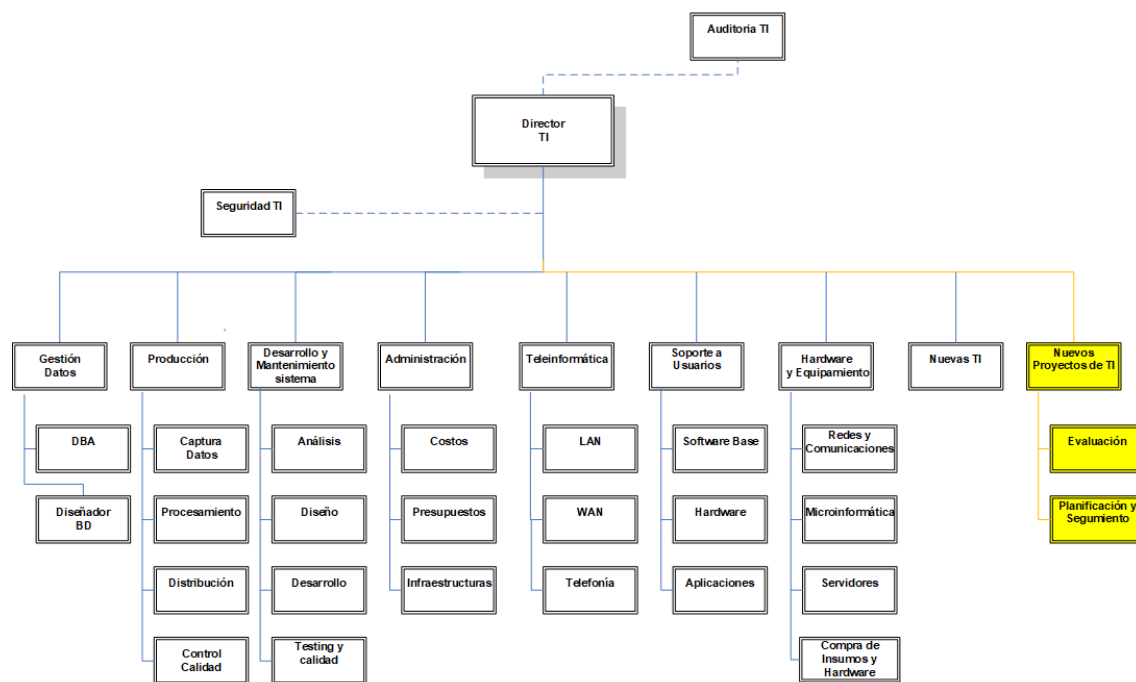 Auditoria TI
Director
TI
Seguridad TI
Gestión
Datos
Producción
Desarrollo y
Mantenimiento
sistema
Administración
Teleinformática
Soporte a
Usuarios
Hardware
y Equipamiento
Nuevas TI
Nuevos
Proyectos de TI
DBA
Captura
Datos
Análisis
Costos
LAN
Software Base
Redes y
Comunicaciones
Evaluación
Diseñador
BD
Procesamiento
Diseño
Presupuestos
WAN
Hardware
Microinformática
Planificación y
Segumiento
Distribución
Desarrollo
Infraestructuras
Telefonía
Aplicaciones
Servidores
Control
Calidad
Testing y
calidad
Compra de
Insumos y
Hardware